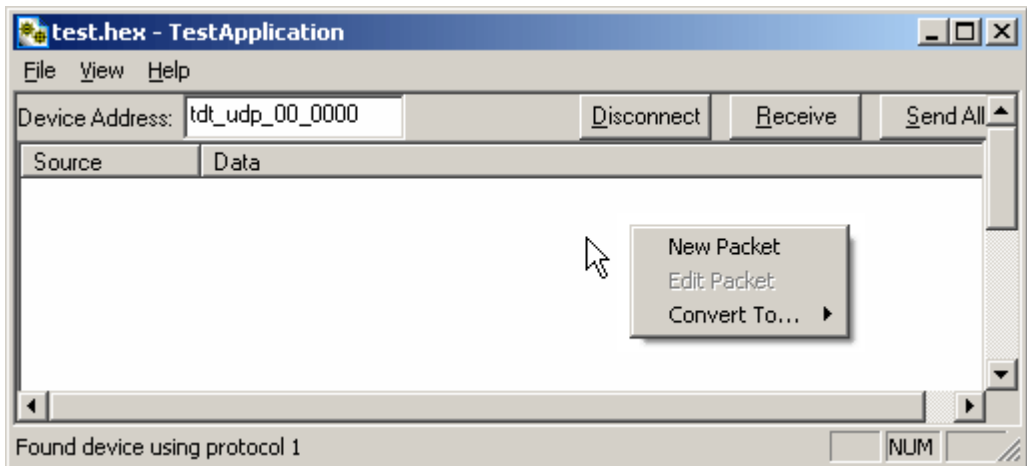 test.hex - TestApplication
File View Help
Device Address: tdt_udp_00_0000 Disconnect Receive Send All
Source Data
New Packet
Edit Packet
Convert To...
Found device using protocol 1 NUM